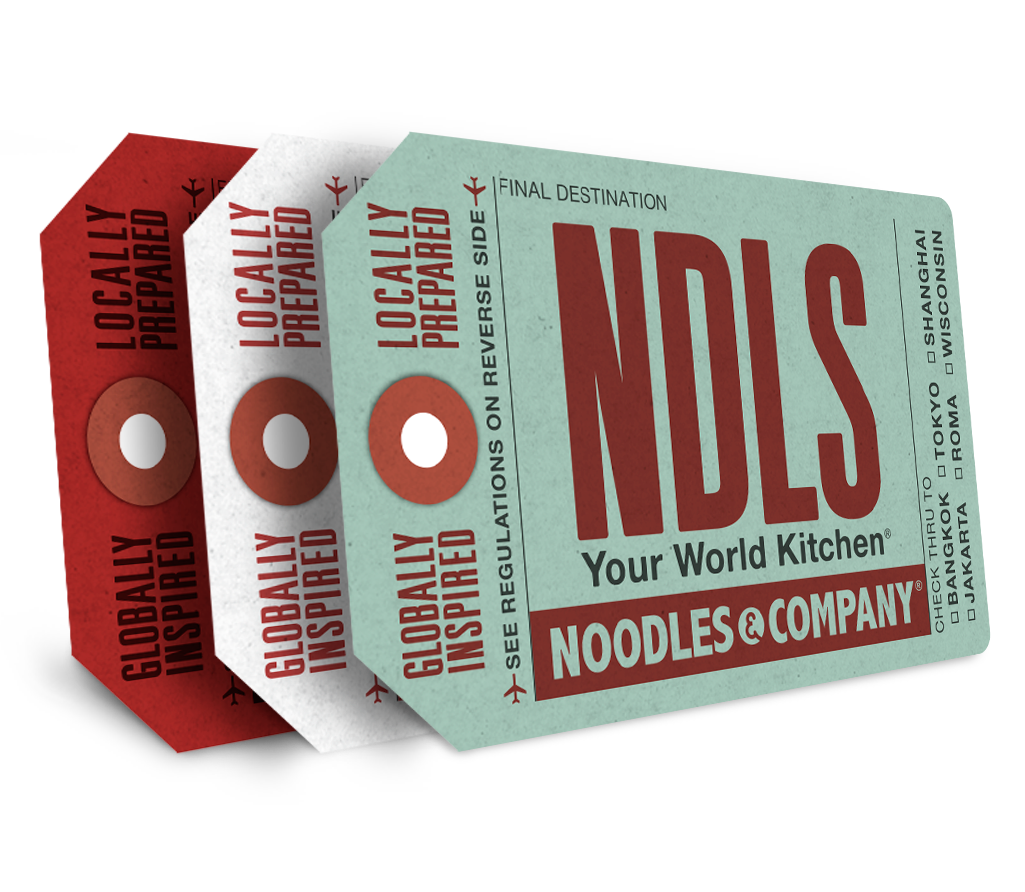 LOCALLY
PREPARED
GLOBALLY
INSPIRED
LOCALLY
PREPARED
GLOBALLY
INSPIRED
LOCALLY
PREPARED
GLOBALLY
INSPIRED
SEE REGULATIONS ON REVERSE SIDE
FINAL DESTINATION
NDLS
Your World Kitchen®
NOODLES & COMPANY®
CHECK THRU TO
BANGKOK TOKYO SHANGHAI
JAKARTA ROMA WISCONSIN